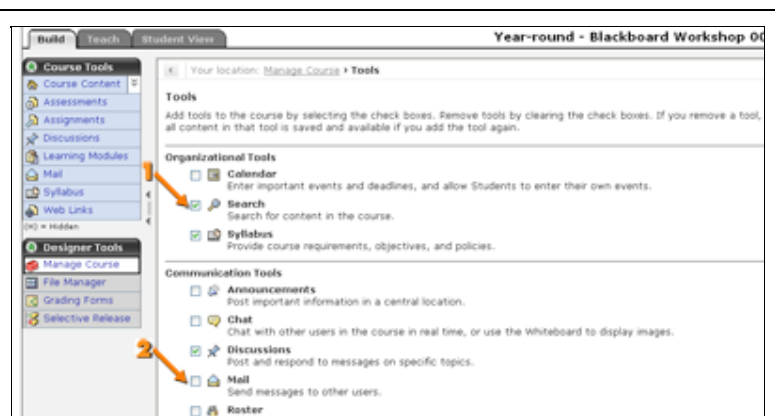 Build Teach Student View
Year-round - Blackboard Workshop 00
Course Tools
Course Content
Assessments
Assignments
Discussions
Learning Modules
Mail
Syllabus
Web Links
(H) = Hidden
Designer Tools
Manage Course
File Manager
Grading Forms
Selective Release
Your location: Manage Course › Tools
Tools
Add tools to the course by selecting the check boxes. Remove tools by clearing the check boxes. If you remove a tool,
all content in that tool is saved and available if you add the tool again.
Organizational Tools
Calendar
Enter important events and deadlines, and allow Students to enter their own events.
1
Search
Search for content in the course.
Syllabus
Provide course requirements, objectives, and policies.
Communication Tools
Announcements
Post important information in a central location.
Chat
Chat with other users in the course in real time, or use the Whiteboard to display images.
Discussions
Post and respond to messages on specific topics.
2
Mail
Send messages to other users.
Roster